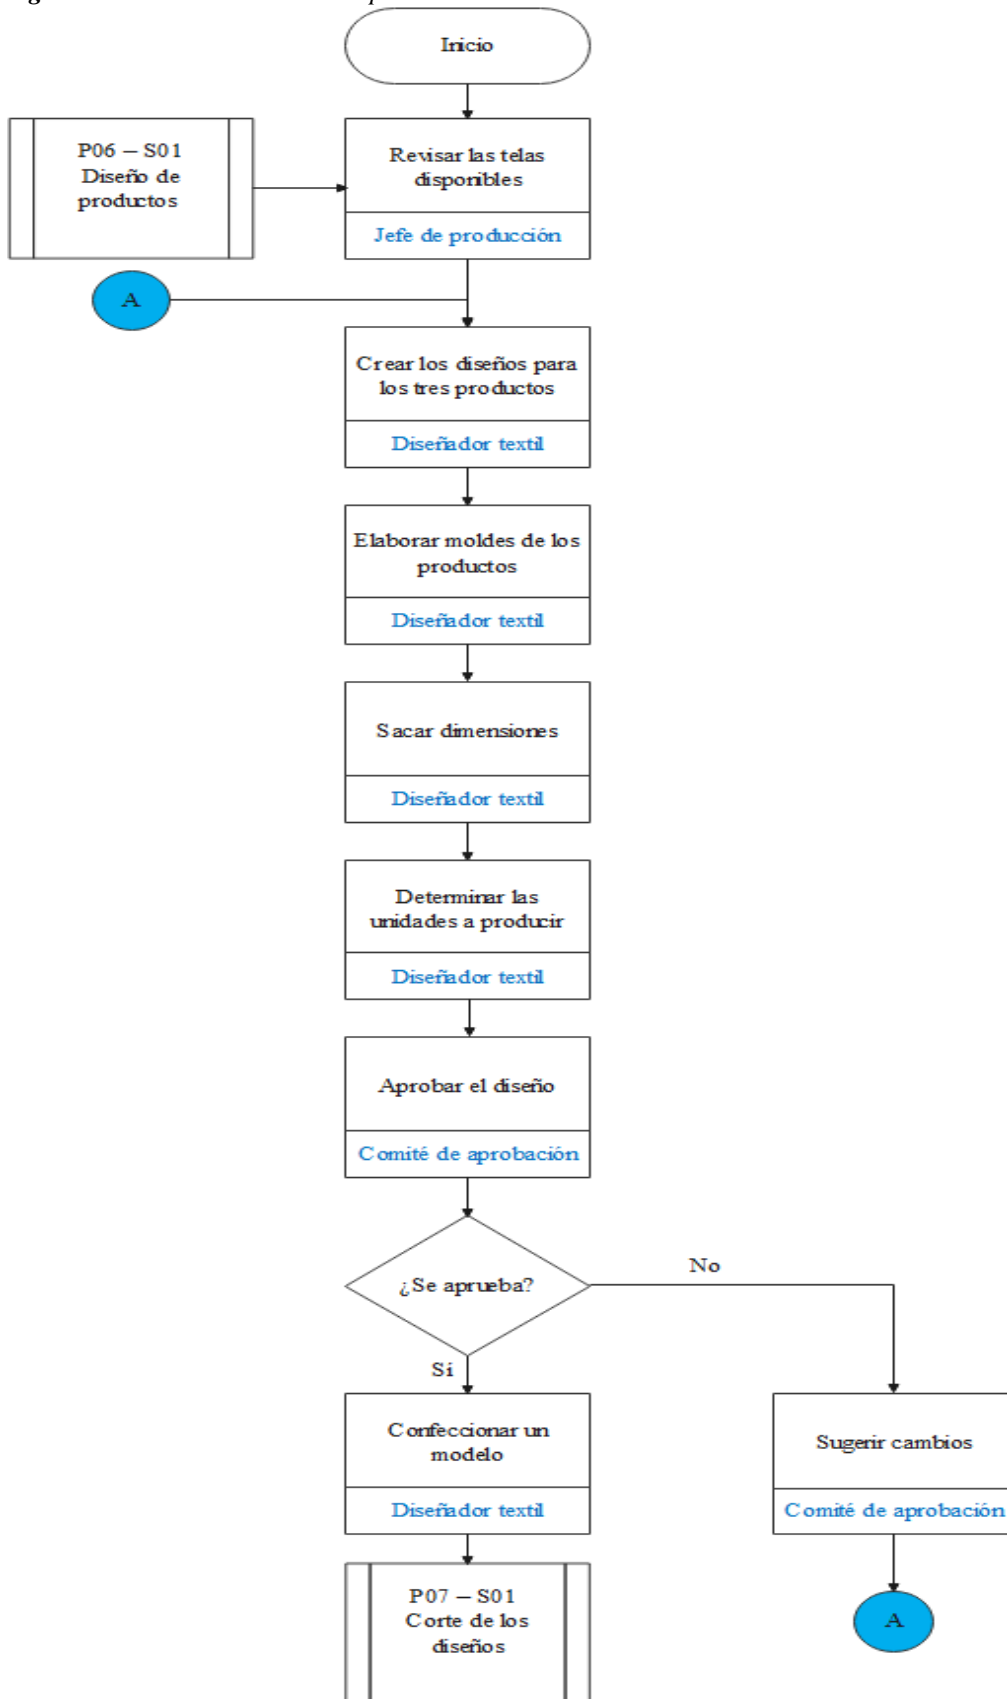 Inicio
P06 – S01
Diseño de
productos
Revisar las telas
disponibles
Jefe de producción
A
Crear los diseños para
los tres productos
Diseñador textil
Elaborar moldes de los
productos
Diseñador textil
Sacar dimensiones
Diseñador textil
Determinar las
unidades a producir
Diseñador textil
Aprobar el diseño
Comité de aprobación
¿Se aprueba?
No
Sí
Confeccionar un
modelo
Diseñador textil
Sugerir cambios
Comité de aprobación
P07 – S01
Corte de los
diseños
A